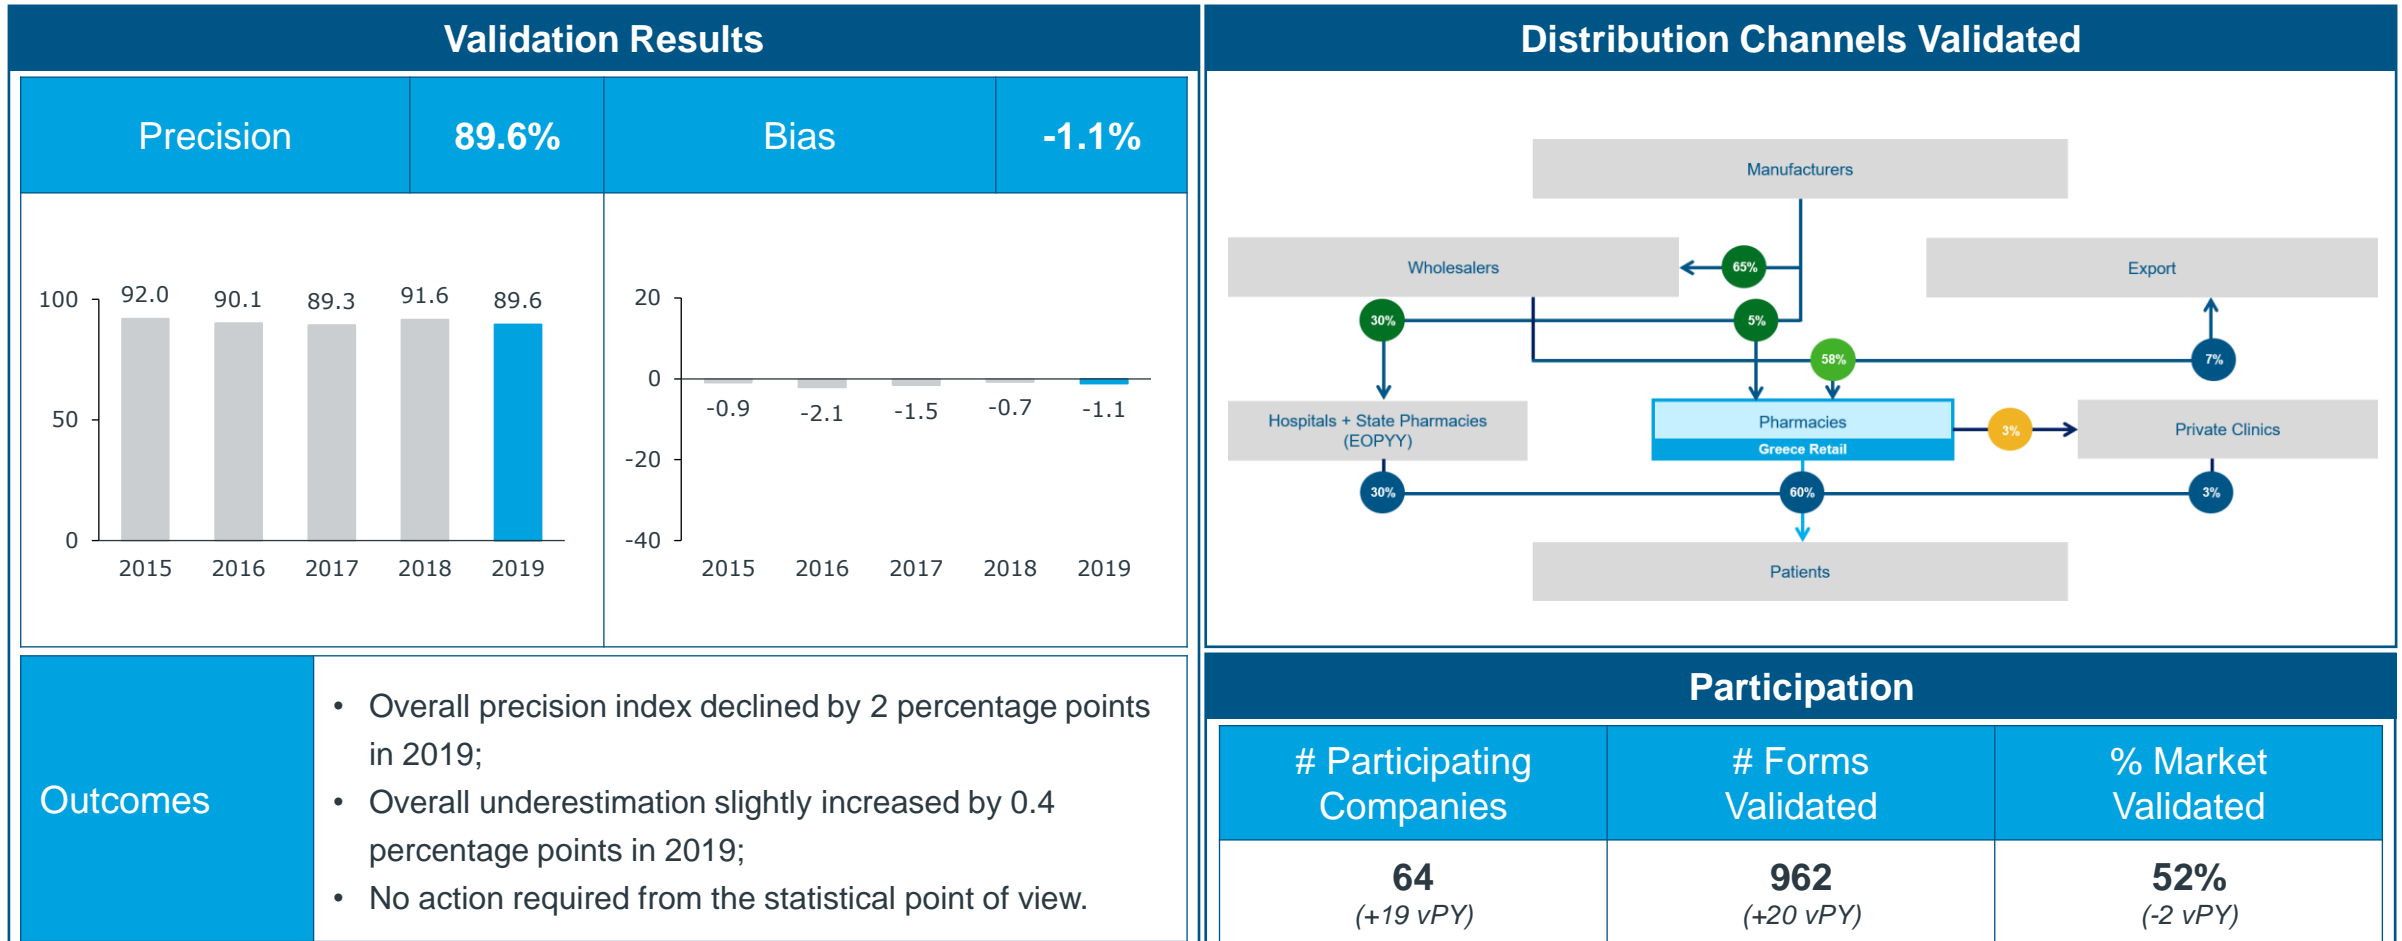 Validation Results
Precision
89.6%
Bias
-1.1%
100
50
0
92.0
90.1
89.3
91.6
89.6
2015
2016
2017
2018
2019
20
0
-20
-40
-0.9
-2.1
-1.5
-0.7
-1.1
2015
2016
2017
2018
2019
Outcomes
• Overall precision index declined by 2 percentage points
in 2019;
• Overall underestimation slightly increased by 0.4
percentage points in 2019;
• No action required from the statistical point of view.
Distribution Channels Validated
Manufacturers
Wholesalers
65%
Export
30%
5%
58%
7%
Hospitals + State Pharmacies
(EOPYY)
Pharmacies
Greece Retail
3%
Private Clinics
30%
60%
3%
Patients
Participation
# Participating
Companies
# Forms
Validated
% Market
Validated
64
(+19 vPY)
962
(+20 vPY)
52%
(-2 vPY)